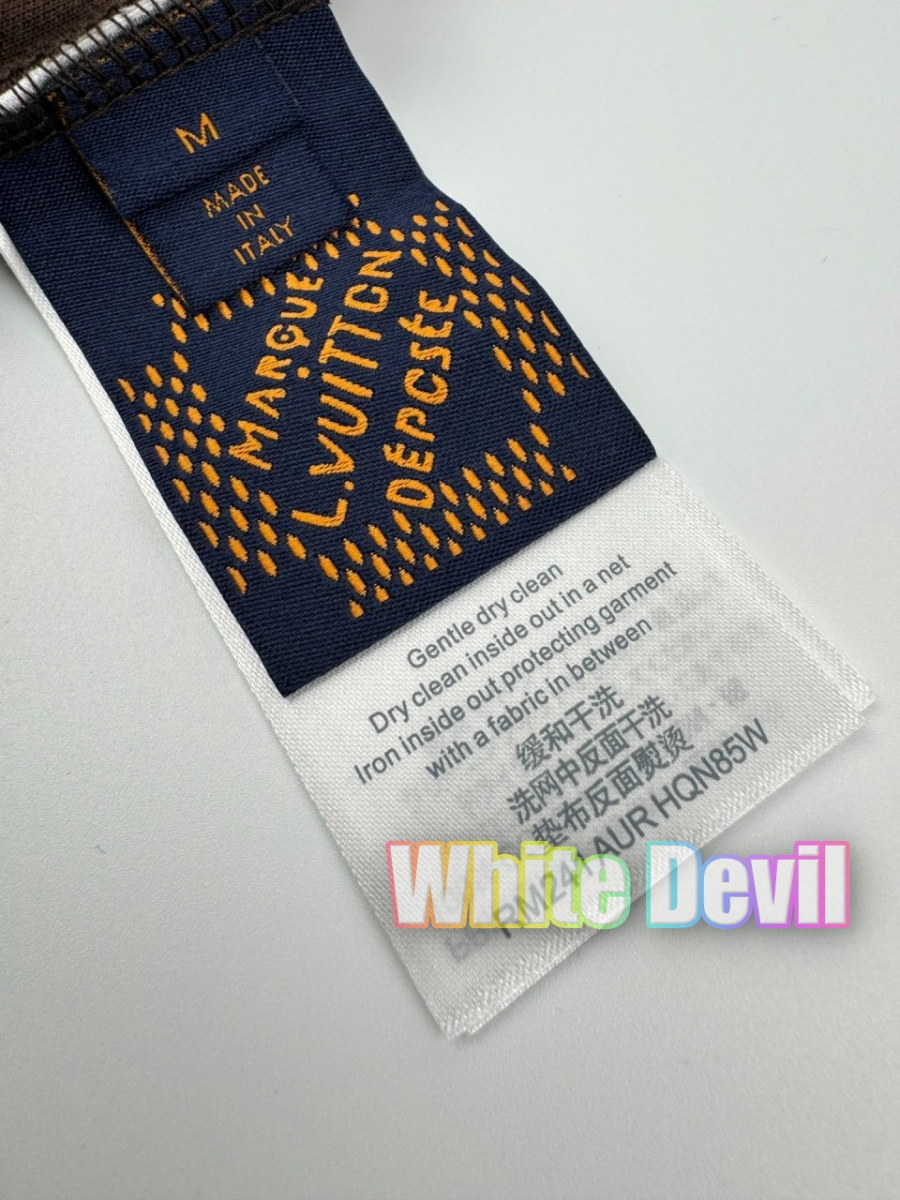 M
MADE
IN
ITALY
MARQUE
L.VUITTON
DEPOSÉE
Gentle dry clean
Dry clean inside out in a net
Iron inside out protecting garment
with a fabric in between
缓和干洗
洗网中反面干洗
垫布反面熨烫
AUR HQN85W
White Devil